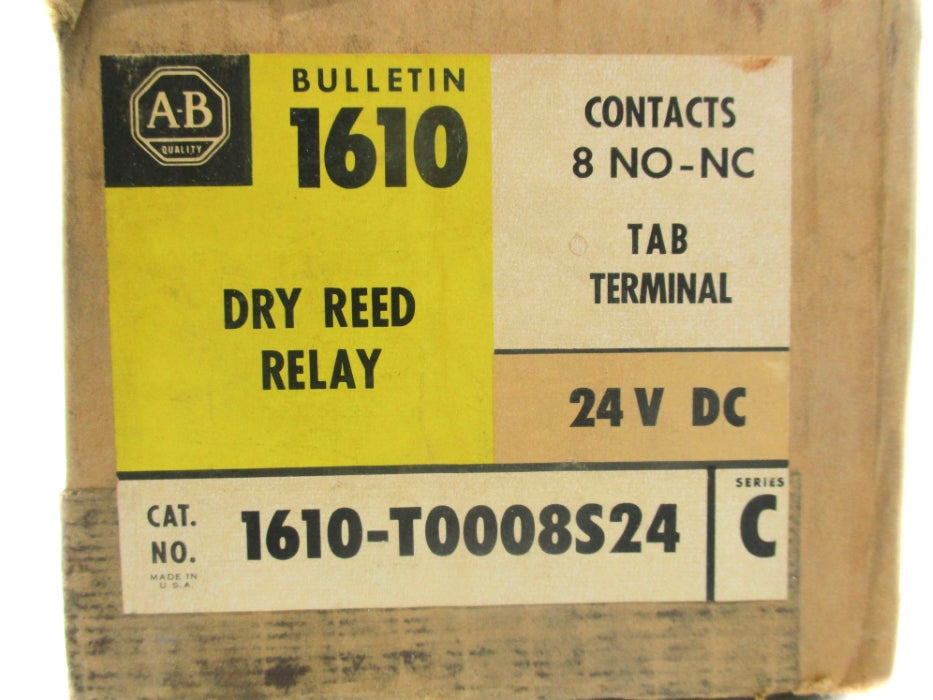 A-B
QUALITY
BULLETIN
1610
DRY REED
RELAY
CONTACTS
8 NO-NC
TAB
TERMINAL
24 V DC
CAT.
NO.
MADE IN
U.S.A.
1610-T0008S24
SERIES
C